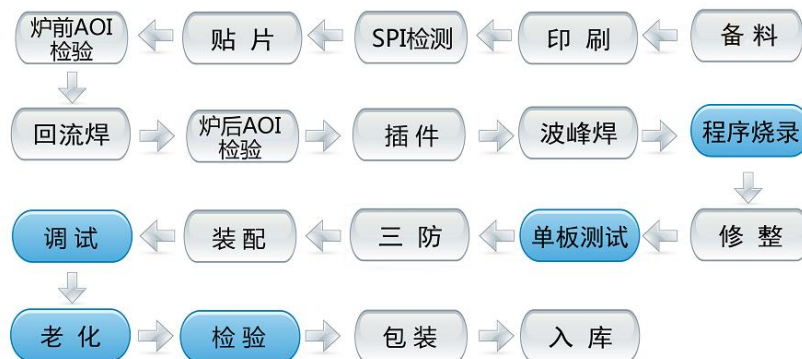 炉前AOI
检验
贴 片
SPI检测
印 刷
备 料
回流焊
炉后AOI
检验
插 件
波峰焊
程序烧录
调 试
装 配
三 防
单板测试
修 整
老 化
检 验
包 装
入 库